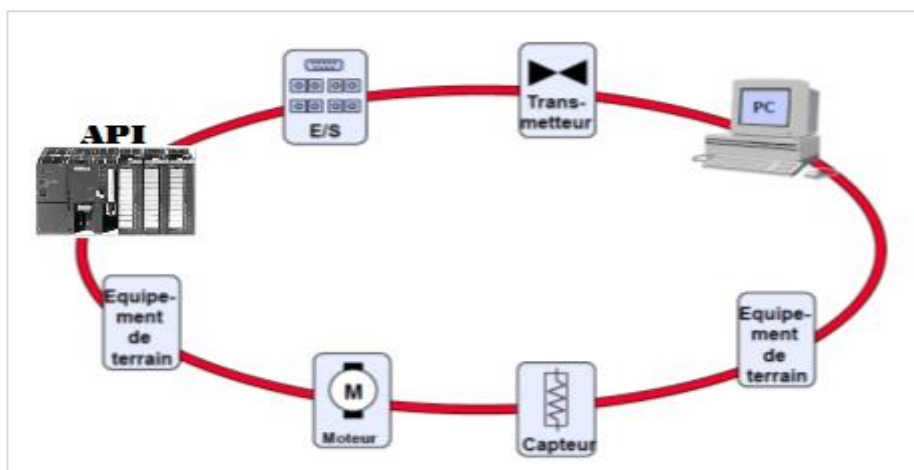 API
E/S
Trans-
metteur
PC
Equipe-
ment
de
terrain
Moteur
M
Capteur
Equipe-
ment
de
terrain